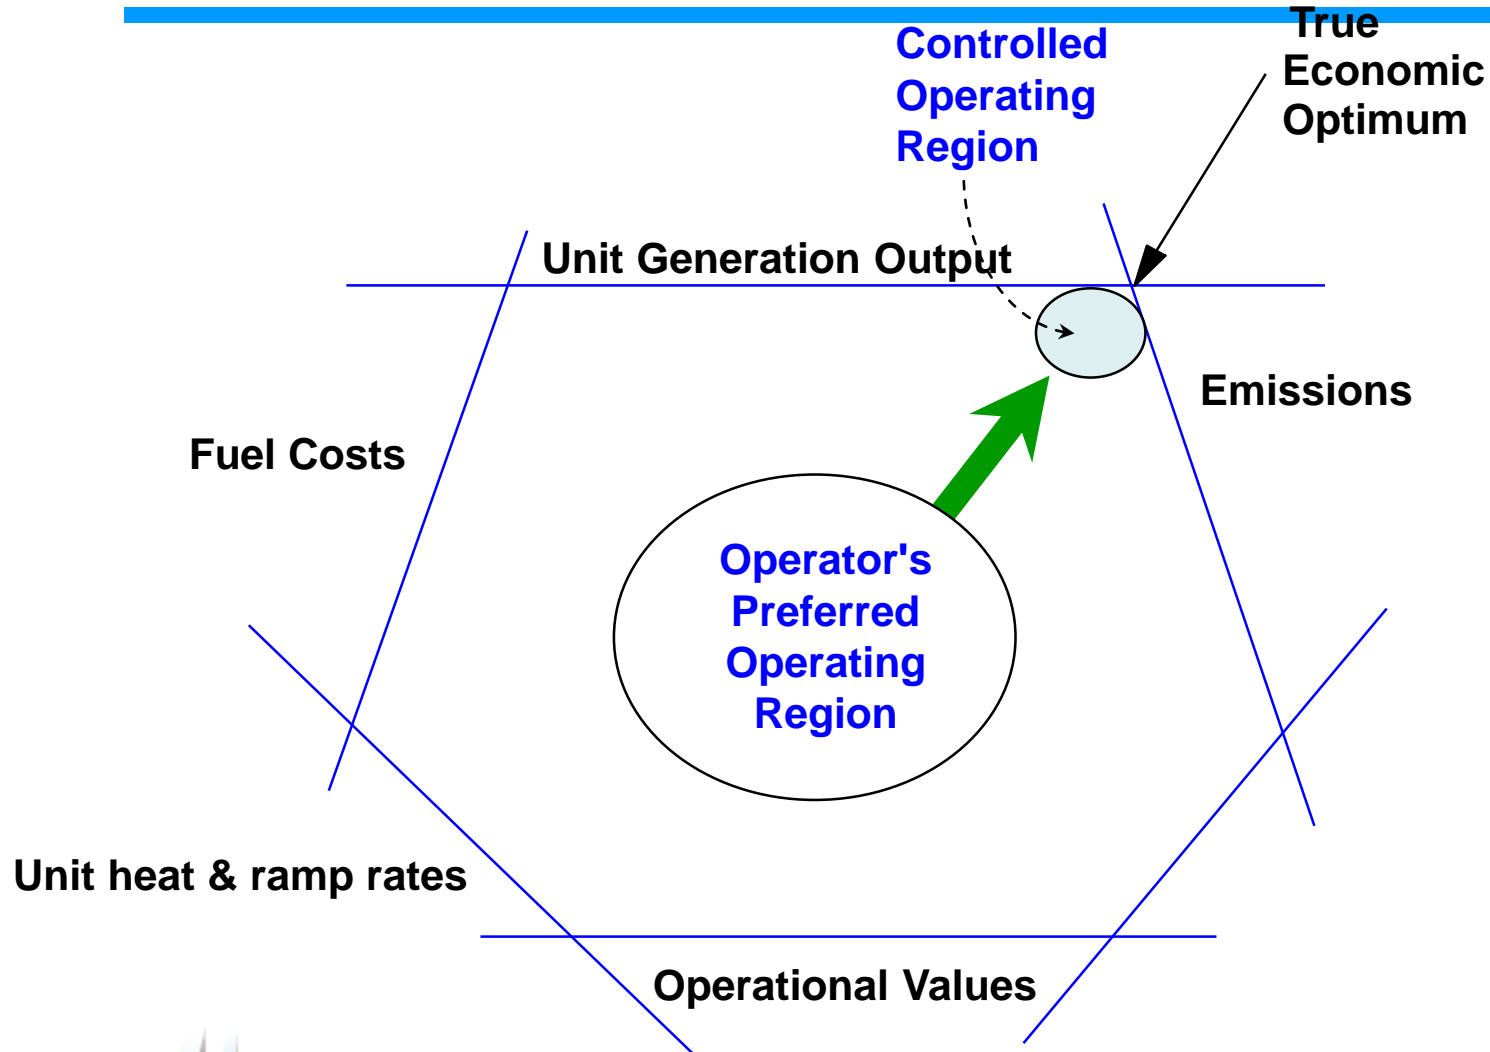 True
Economic
Optimum
Controlled
Operating
Region
Unit Generation Output
Emissions
Fuel Costs
Operator's
Preferred
Operating
Region
Unit heat & ramp rates
Operational Values